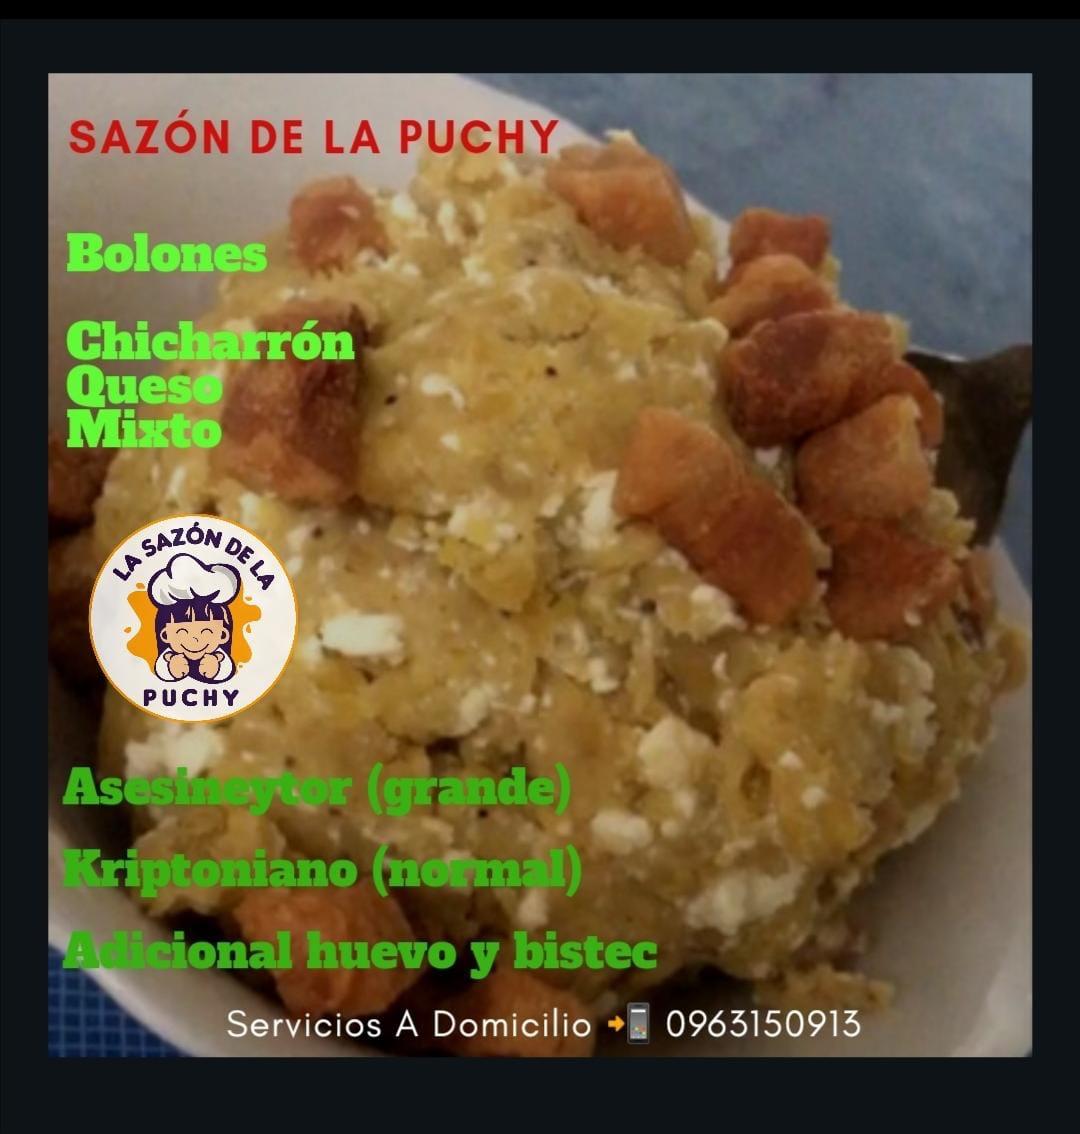 SAZÓN DE LA PUCHY
Bolones
Chicharrón
Queso
Mixto
LA SAZÓN DE LA
PUCHY
Asesineytor (grande)
Kriptoniano (normal)
Adicional huevo y bistec
Servicios A Domicilio ➜📱 0963150913